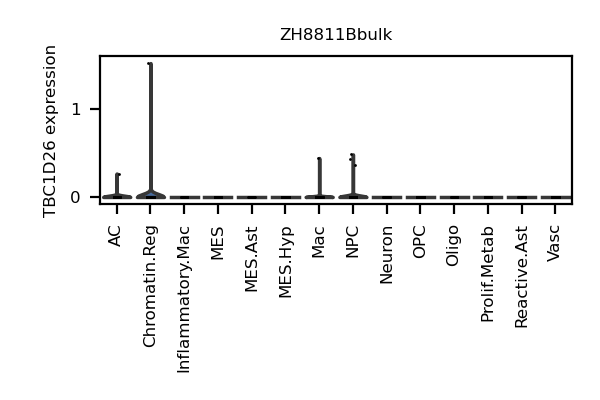 ZH8811Bbulk
TBC1D26 expression
1
0
AC
Chromatin.Reg
Inflammatory.Mac
MES
MES.Ast
MES.Hyp
Mac
NPC
Neuron
OPC
Oligo
Prolif.Metab
Reactive.Ast
Vasc